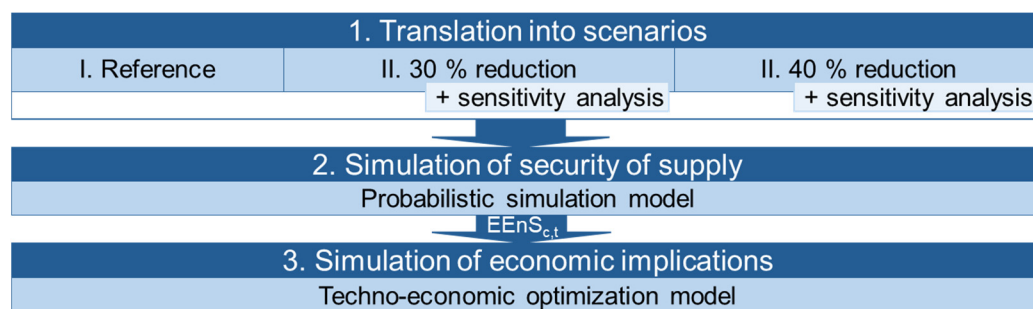 1. Translation into scenarios
I. Reference II. 30 % reduction II. 40 % reduction
+ sensitivity analysis + sensitivity analysis
2. Simulation of security of supply
Probabilistic simulation model
EEnS c,t
3. Simulation of economic implications
Techno-economic optimization model